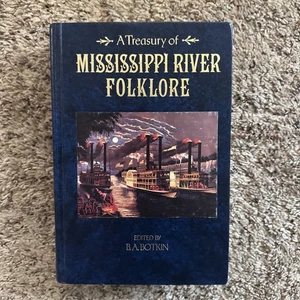 A Treasury of
MISSISSIPPI RIVER
FOLKLORE
EDITED BY
B.A. BOTKIN